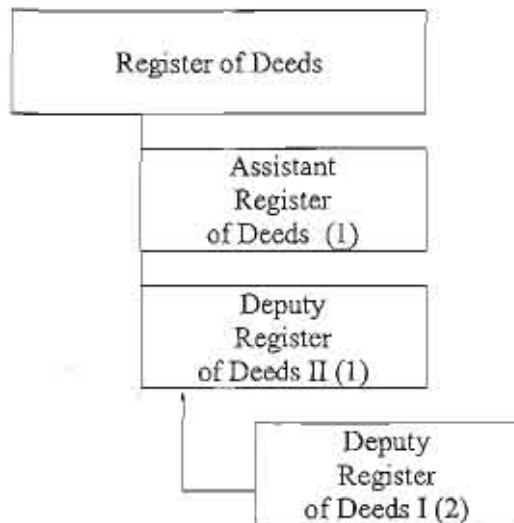 Register of Deeds
Assistant
Register
of Deeds (1)
Deputy
Register
of Deeds II (1)
Deputy
Register
of Deeds I (2)